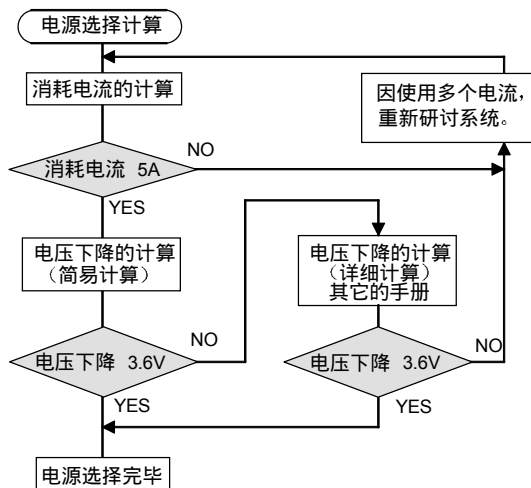 电源选择计算
消耗电流的计算
因使用多个电流，
重新研讨系统。
消耗电流 5A
NO
YES
电压下降的计算
（简易计算）
电压下降的计算
（详细计算）
其它的手册
电压下降 3.6V
NO
YES
电压下降 3.6V
NO
YES
电源选择完毕